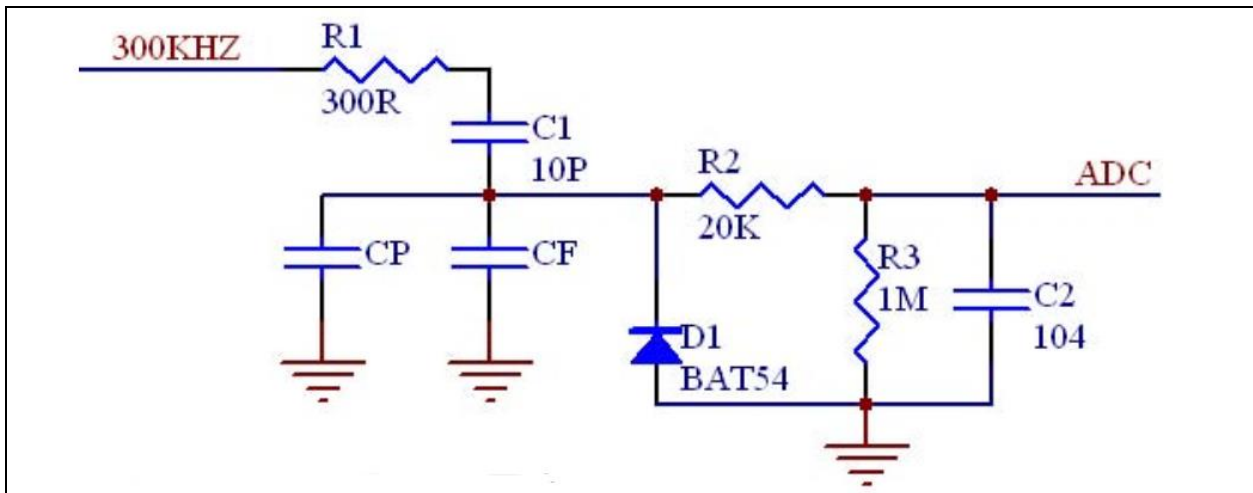 300KHZ
R1
300R
C1
10P
CP
CF
R2
20K
ADC
R3
1M
C2
104
D1
BAT54